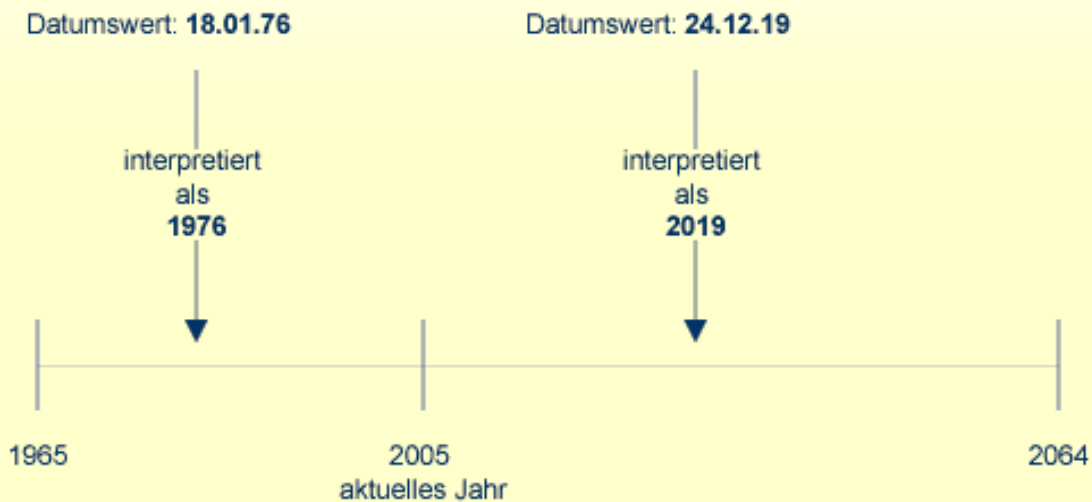 Datumswert: 18.01.76
Datumswert: 24.12.19
interpretiert
als
1976
interpretiert
als
2019
1965
2005
aktuelles Jahr
2064